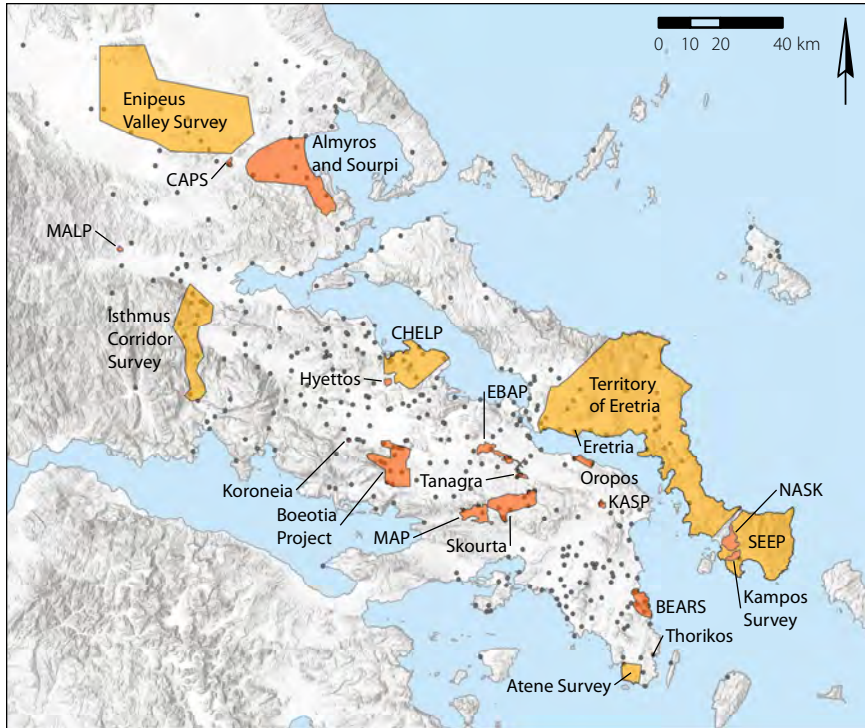 0 10 20 40 km
Enipeus
Valley Survey
Almyros
and Sourpi
CAPS
MALP
Isthmus
Corridor
Survey
CHELP
Hyettos
EBAP
Territory
of Eretria
Eretria
Koroneia
Tanagra
Oropos
KASP
NASK
Boeotia
Project
MAP
Skourta
SEEP
Kampos
Survey
BEARS
Thorikos
Atene Survey